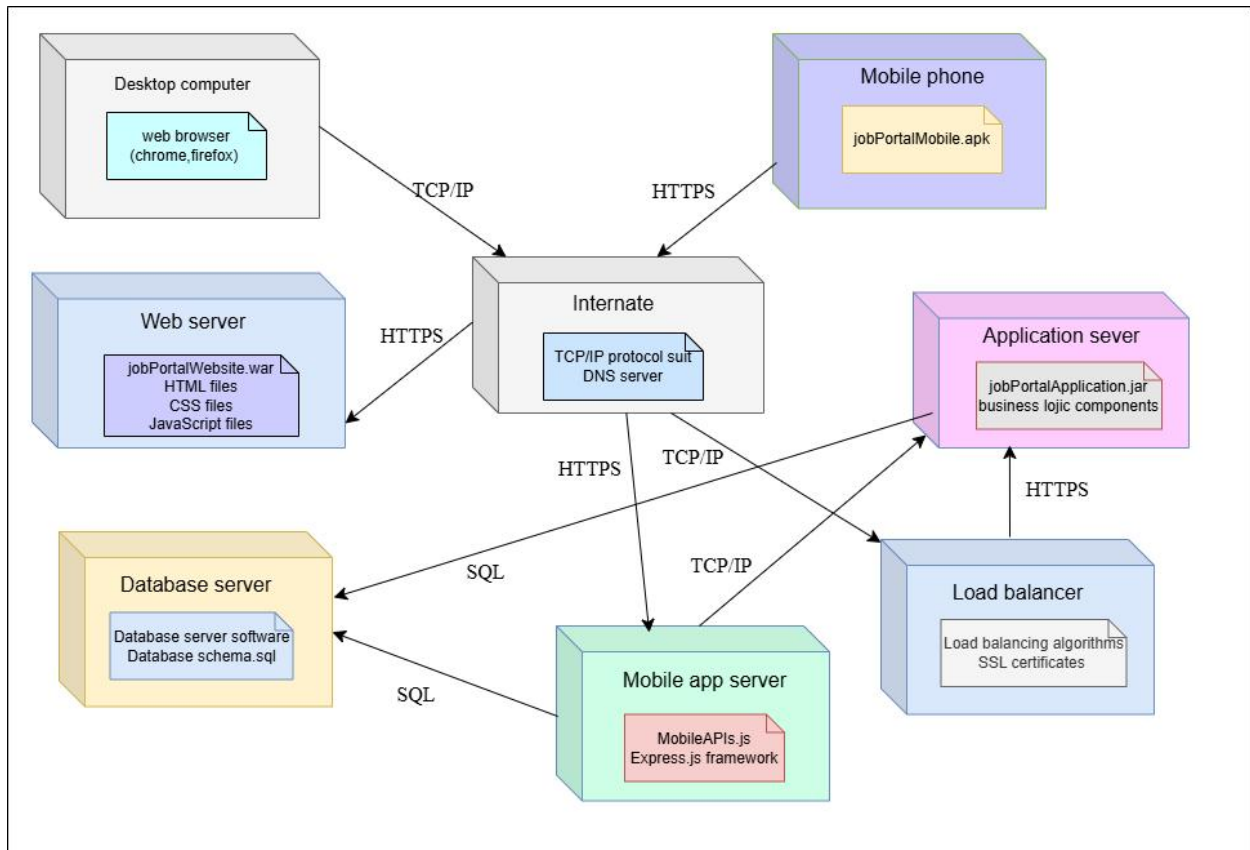 Desktop computer
web browser
(chrome,firefox)
Mobile phone
jobPortalMobile.apk
TCP/IP
HTTPS
Web server
jobPortalWebsite.war
HTML files
CSS files
JavaScript files
HTTPS
Internate
TCP/IP protocol suit
DNS server
Application sever
jobPortalApplication.jar
business lojic components
HTTPS
TCP/IP
HTTPS
Database server
Database server software
Database schema.sql
SQL
TCP/IP
SQL
Mobile app server
MobileAPIs.js
Express.js framework
Load balancer
Load balancing algorithms
SSL certificates